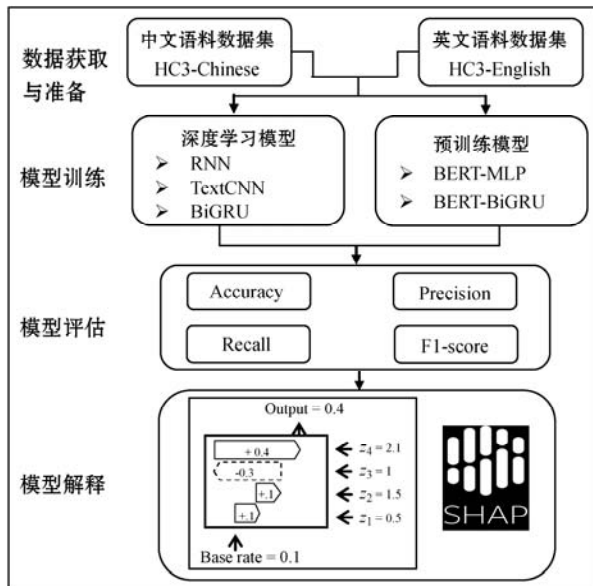 数据获取
与准备
中文语料数据集
HC3-Chinese
英文语料数据集
HC3-English
模型训练
深度学习模型
➢ RNN
➢ TextCNN
➢ BiGRU
预训练模型
➢ BERT-MLP
➢ BERT-BiGRU
模型评估
Accuracy
Precision
Recall
F1-score
模型解释
Output = 0.4
+ 0.4
z4 = 2.1
-0.3
z3 = 1
+.1
z2 = 1.5
+.1
z1 = 0.5
Base rate = 0.1
SHAP